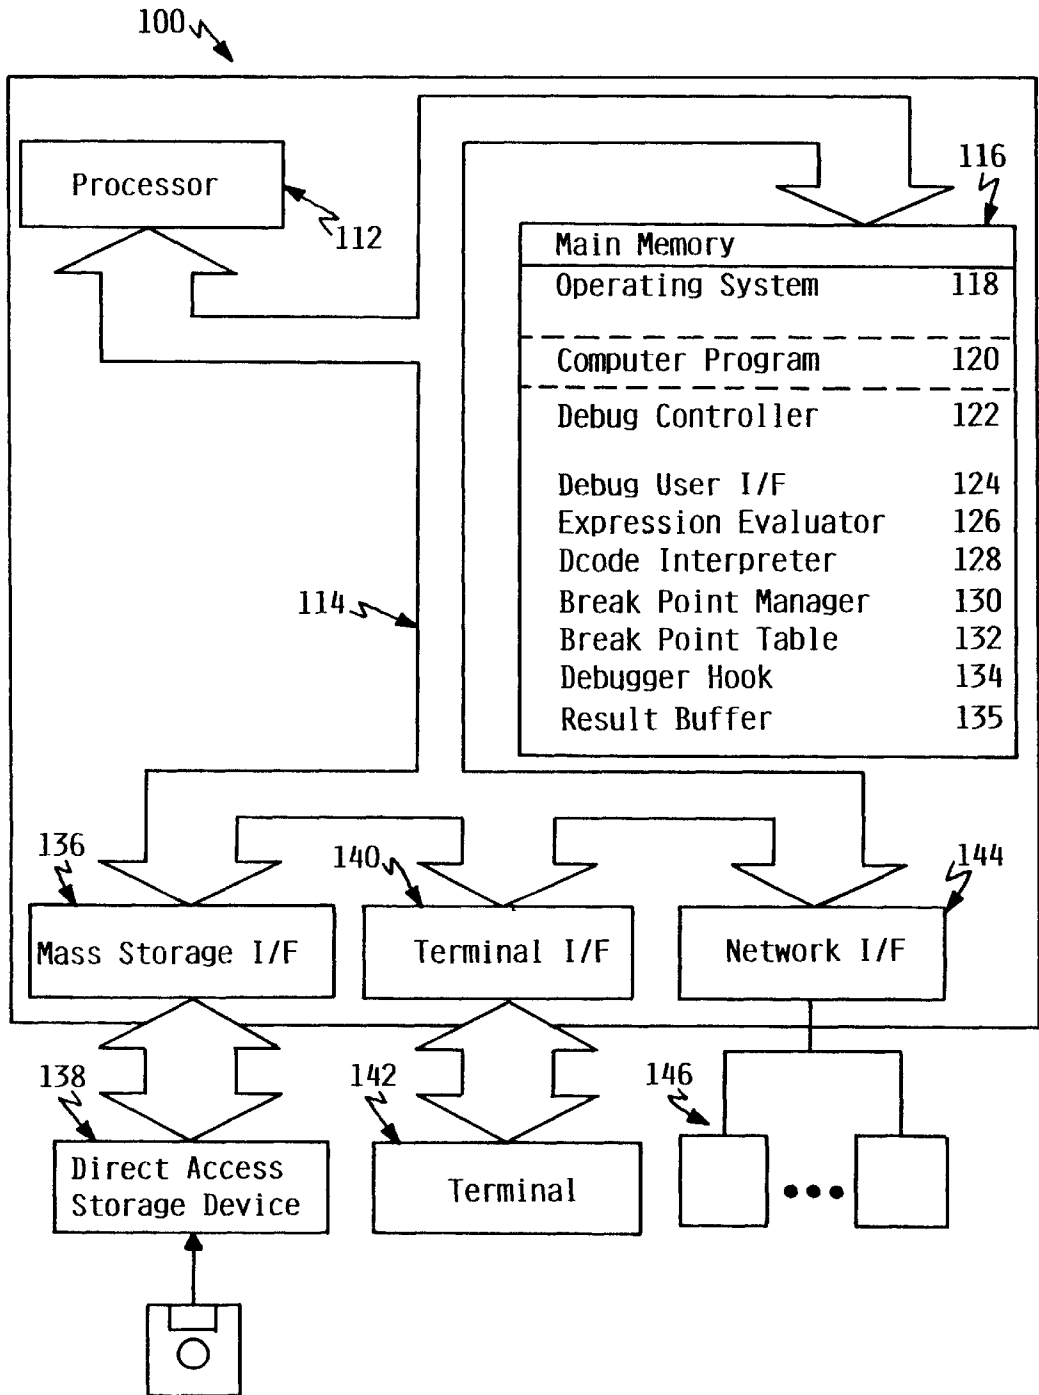 100
Processor
112
116
Main Memory
Operating System 118
Computer Program 120
Debug Controller 122
Debug User I/F 124
Expression Evaluator 126
Dcode Interpreter 128
Break Point Manager 130
Break Point Table 132
Debugger Hook 134
Result Buffer 135
114
136
140
144
Mass Storage I/F
Terminal I/F
Network I/F
138
142
146
Direct Access
Storage Device
Terminal